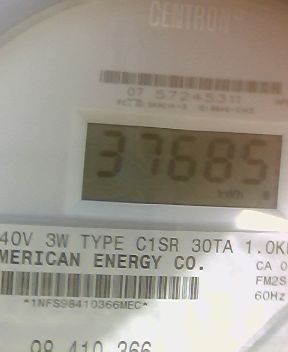 CENTRON
07 57245311
37685
kWh
40V 3W TYPE C1SR 30TA 1.0K
MERICAN ENERGY CO.
CA 0
FM2S
*1NFS98410366MEC*
60Hz
98 410 366